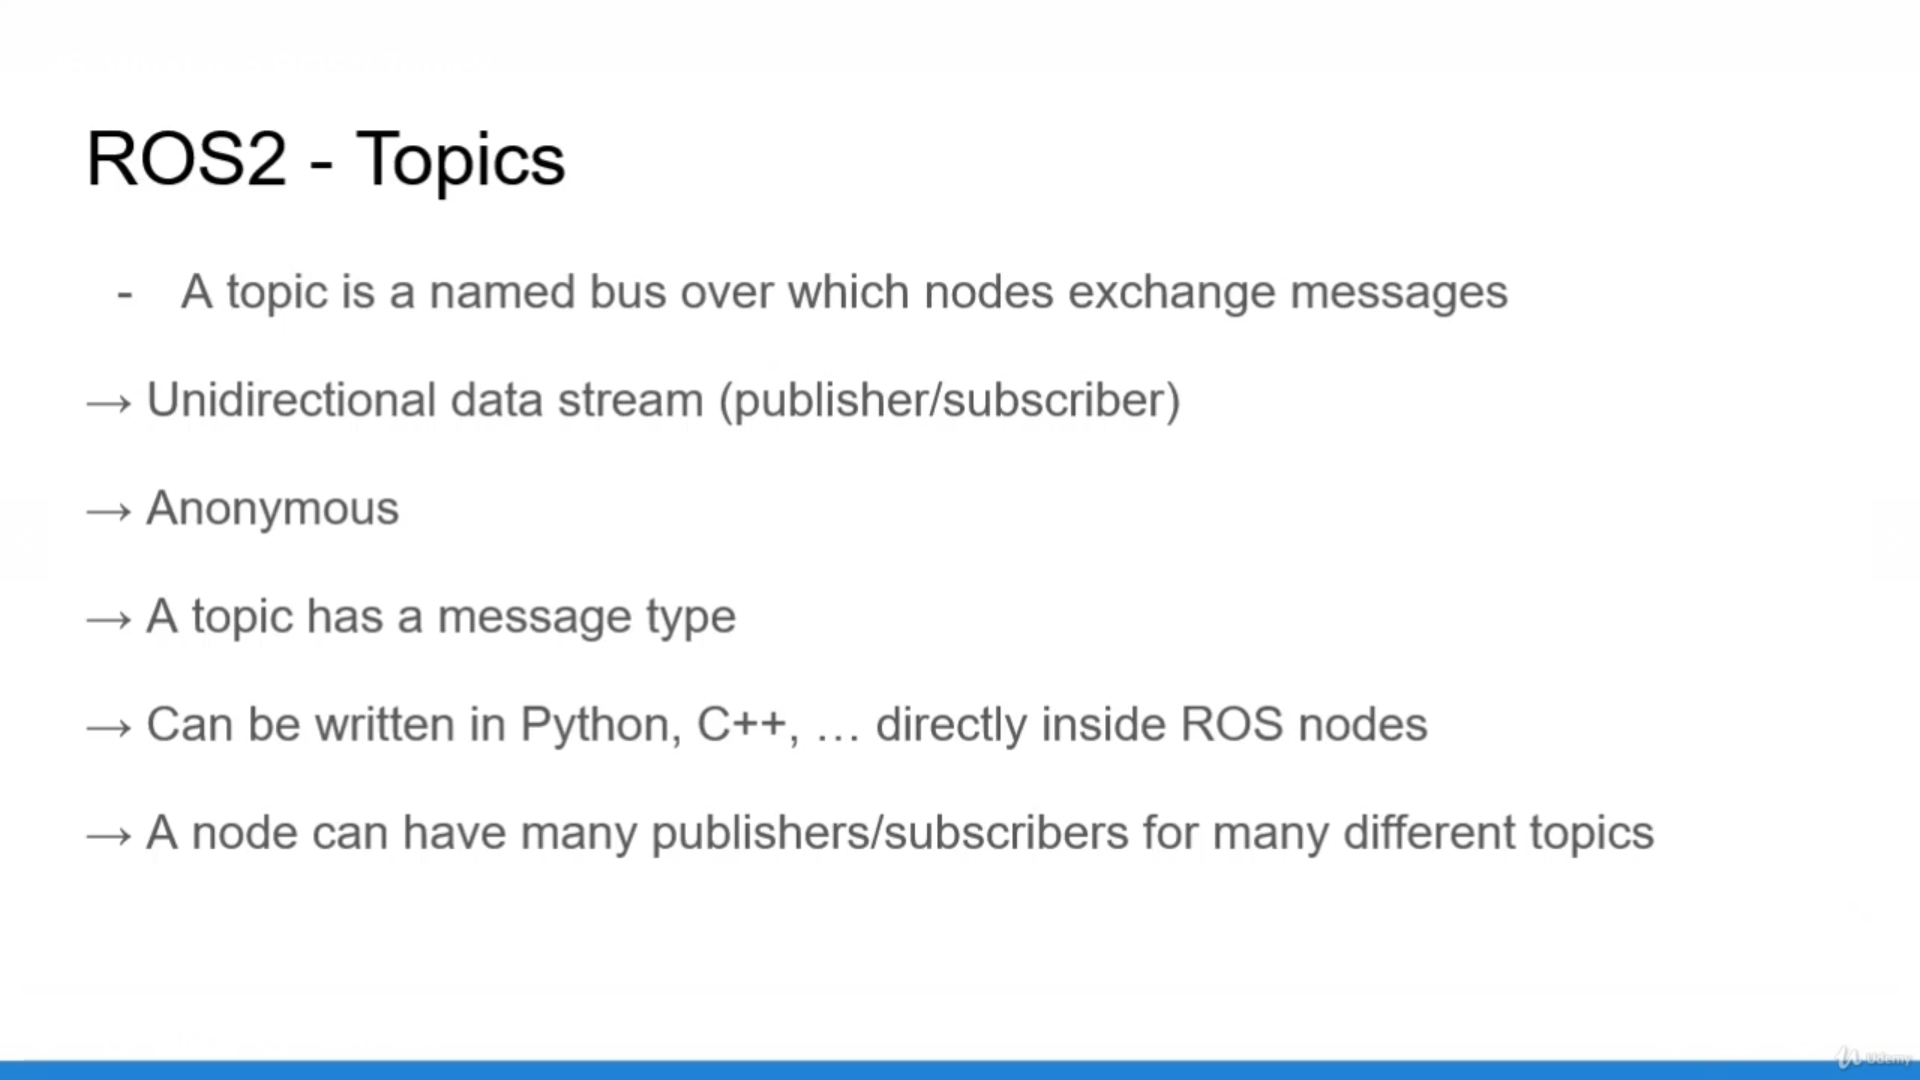 ROS2 - Topics
- A topic is a named bus over which nodes exchange messages
→ Unidirectional data stream (publisher/subscriber)
→ Anonymous
→ A topic has a message type
→ Can be written in Python, C++, … directly inside ROS nodes
→ A node can have many publishers/subscribers for many different topics
Udemy